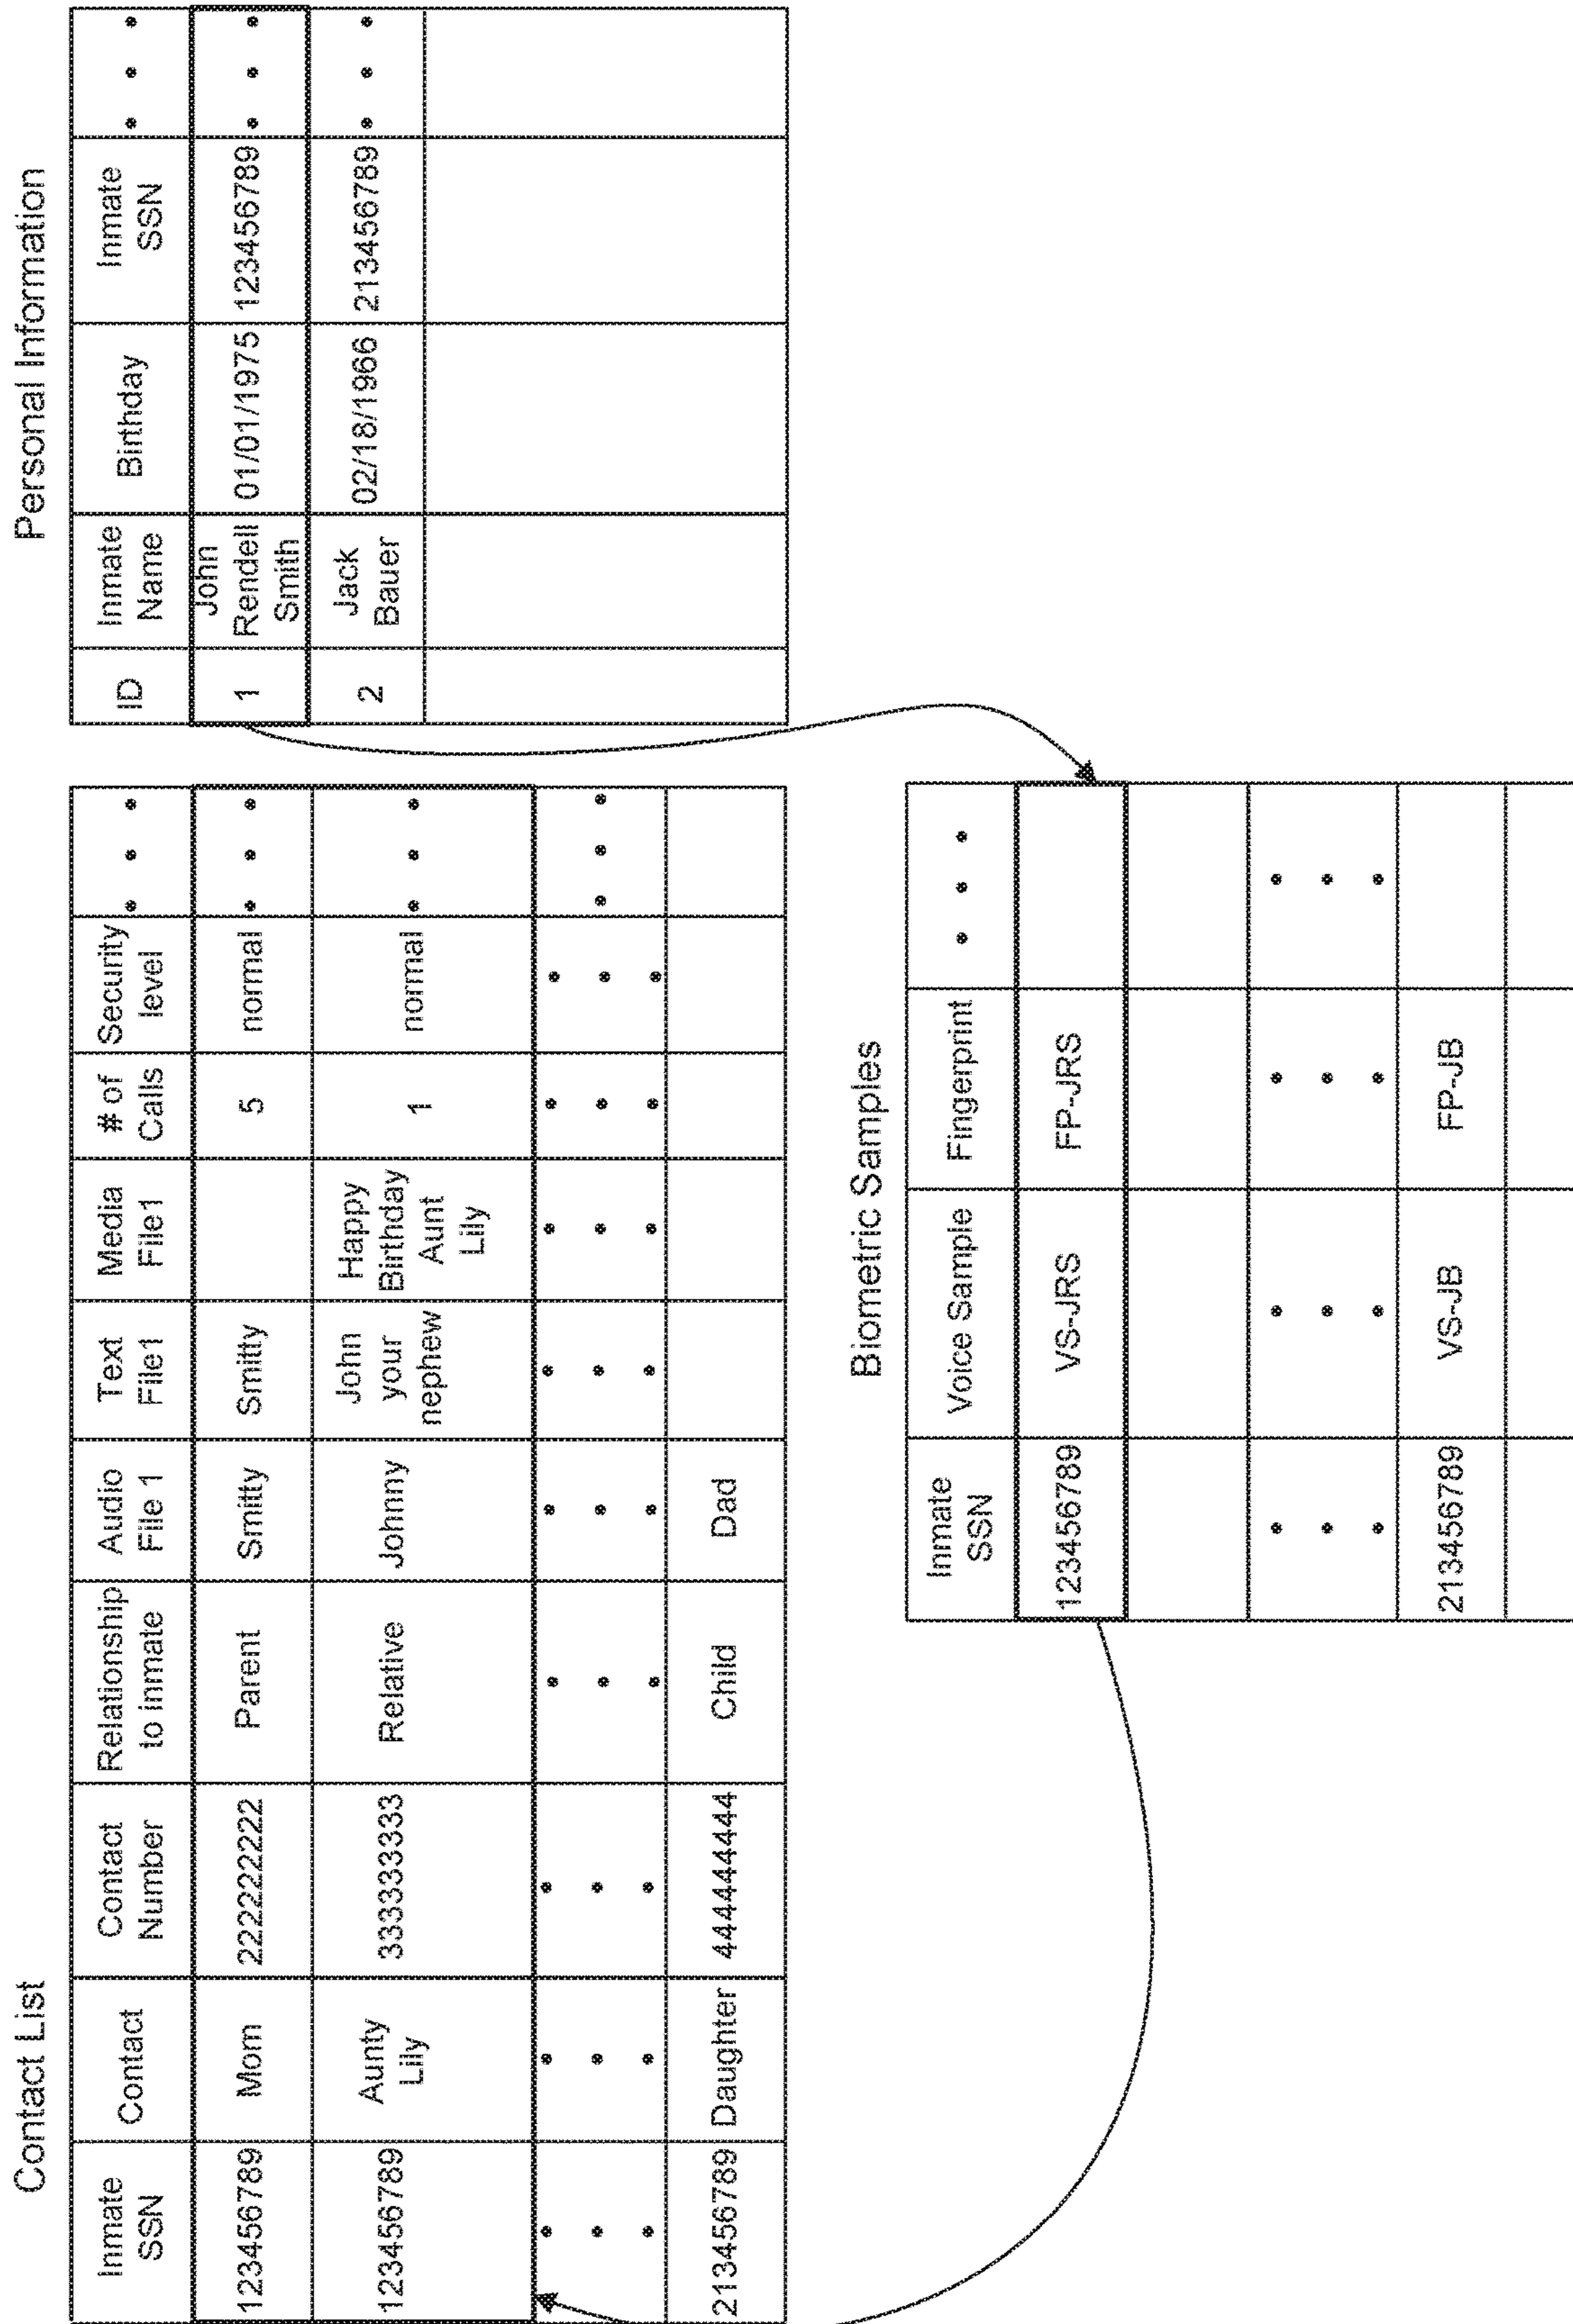 Contact List
Inmate
SSN
Contact
Contact
Number
Relationship
to inmate
Audio
File 1
Text
File1
Media
File1
# of
Calls
Security
level
123456789
Mom
222222222
Parent
Smitty
Smitty
5
normal
123456789
Aunty
Lily
333333333
Relative
Johnny
John
your
nephew
Happy
Birthday
Aunt
Lily
1
normal
213456789
Daughter
444444444
Child
Dad
Personal Information
ID
Inmate
Name
Birthday
Inmate
SSN
1
John
Rendell
Smith
01/01/1975
123456789
2
Jack
Bauer
02/18/1966
213456789
Biometric Samples
Inmate
SSN
Voice Sample
Fingerprint
123456789
VS-JRS
FP-JRS
213456789
VS-JB
FP-JB